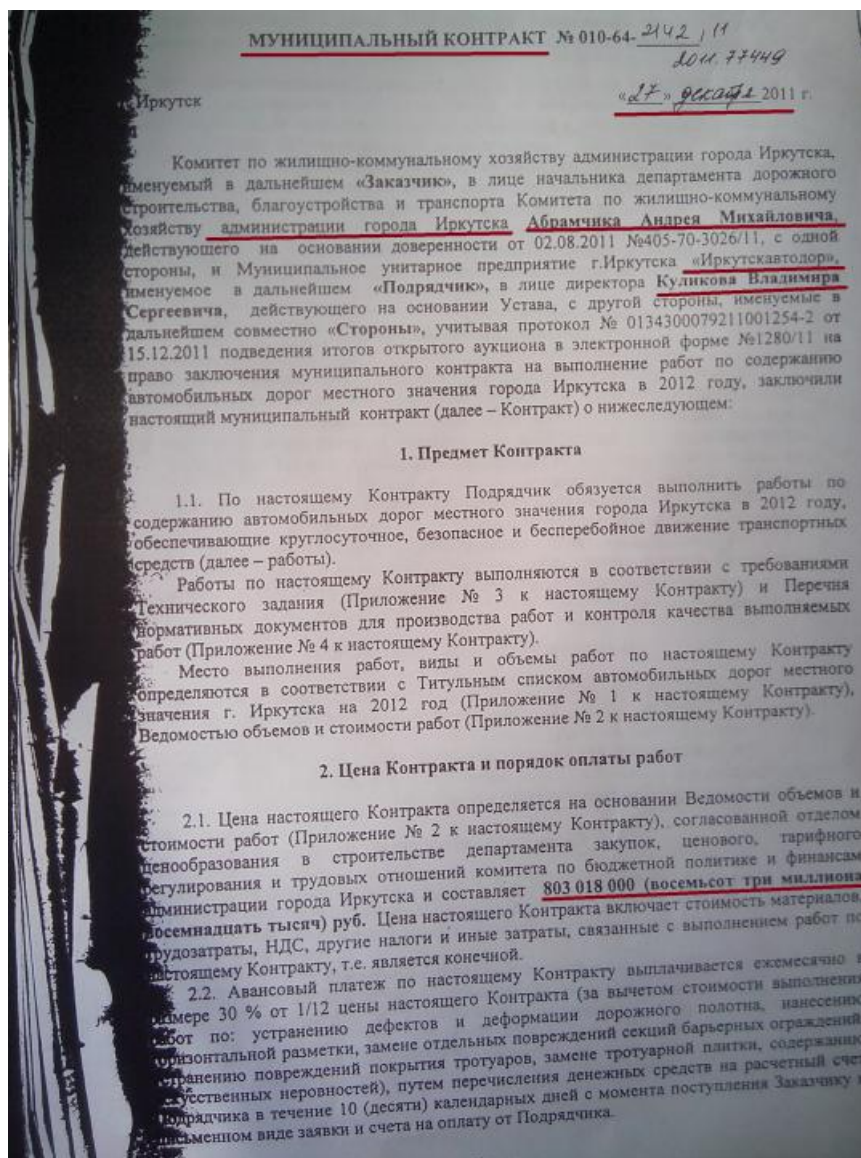 МУНИЦИПАЛЬНЫЙ КОНТРАКТ № 010-64- 2142 / 11
2011.77449
Иркутск
«27» декабря 2011 г.
Комитет по жилищно-коммунальному хозяйству администрации города Иркутска,
именуемый в дальнейшем «Заказчик», в лице начальника департамента дорожного
строительства, благоустройства и транспорта Комитета по жилищно-коммунальному
хозяйству администрации города Иркутска Абрамчика Андрея Михайловича,
действующего на основании доверенности от 02.08.2011 №405-70-3026/11, с одной
стороны, и Муниципальное унитарное предприятие г.Иркутска «Иркутскавтодор»,
именуемое в дальнейшем «Подрядчик», в лице директора Куликова Владимира
Сергеевича, действующего на основании Устава, с другой стороны, именуемые в
дальнейшем совместно «Стороны», учитывая протокол № 0134300079211001254-2 от
15.12.2011 подведения итогов открытого аукциона в электронной форме №1280/11 на
право заключения муниципального контракта на выполнение работ по содержанию
автомобильных дорог местного значения города Иркутска в 2012 году, заключили
настоящий муниципальный контракт (далее – Контракт) о нижеследующем:
1. Предмет Контракта
1.1. По настоящему Контракту Подрядчик обязуется выполнить работы по
содержанию автомобильных дорог местного значения города Иркутска в 2012 году,
обеспечивающие круглосуточное, безопасное и бесперебойное движение транспортных
средств (далее – работы).
Работы по настоящему Контракту выполняются в соответствии с требованиями
Технического задания (Приложение № 3 к настоящему Контракту) и Перечня
нормативных документов для производства работ и контроля качества выполняемых
работ (Приложение № 4 к настоящему Контракту).
Место выполнения работ, виды и объемы работ по настоящему Контракту
определяются в соответствии с Титульным списком автомобильных дорог местного
значения г. Иркутска на 2012 год (Приложение № 1 к настоящему Контракту),
Ведомостью объемов и стоимости работ (Приложение № 2 к настоящему Контракту).
2. Цена Контракта и порядок оплаты работ
2.1. Цена настоящего Контракта определяется на основании Ведомости объемов и
стоимости работ (Приложение № 2 к настоящему Контракту), согласованной отделом
ценообразования в строительстве департамента закупок, ценового, тарифного
регулирования и трудовых отношений комитета по бюджетной политике и финансам
администрации города Иркутска и составляет 803 018 000 (восемьсот три миллиона
восемнадцать тысяч) руб. Цена настоящего Контракта включает стоимость материалов,
трудозатраты, НДС, другие налоги и иные затраты, связанные с выполнением работ по
настоящему Контракту, т.е. является конечной.
2.2. Авансовый платеж по настоящему Контракту выплачивается ежемесячно в
размере 30 % от 1/12 цены настоящего Контракта (за вычетом стоимости выполнения
работ по: устранению дефектов и деформации дорожного полотна, нанесению
горизонтальной разметки, замене отдельных повреждений секций барьерных ограждений,
устранению повреждений покрытия тротуаров, замене тротуарной плитки, содержанию
искусственных неровностей), путем перечисления денежных средств на расчетный счет
Подрядчика в течение 10 (десяти) календарных дней с момента поступления Заказчику в
письменном виде заявки и счета на оплату от Подрядчика.